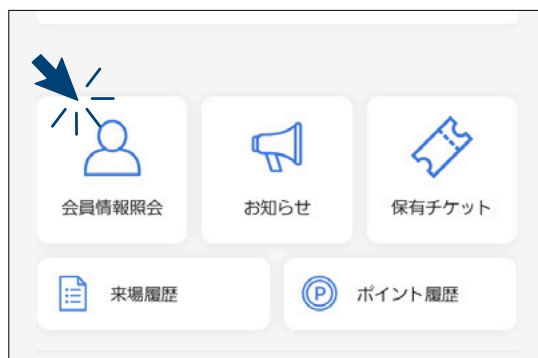 会員情報照会
お知らせ
保有チケット
来場履歴
P
ポイント履歴